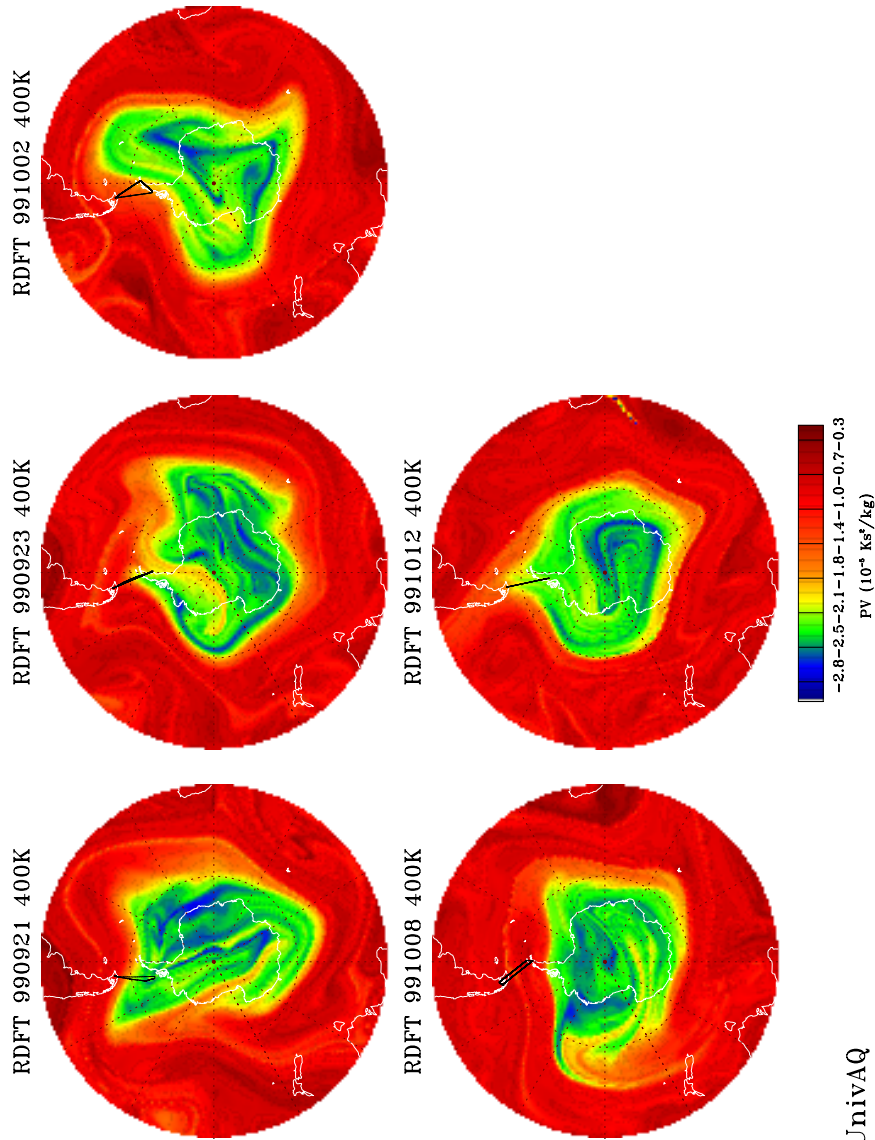 RDFT 990921 400K
RDFT 990923 400K
RDFT 991002 400K
RDFT 991008 400K
RDFT 991012 400K
−2.8−2.5−2.1−1.8−1.4−1.0−0.7−0.3
PV (10⁻⁵ Ks²/kg)
UnivAQ